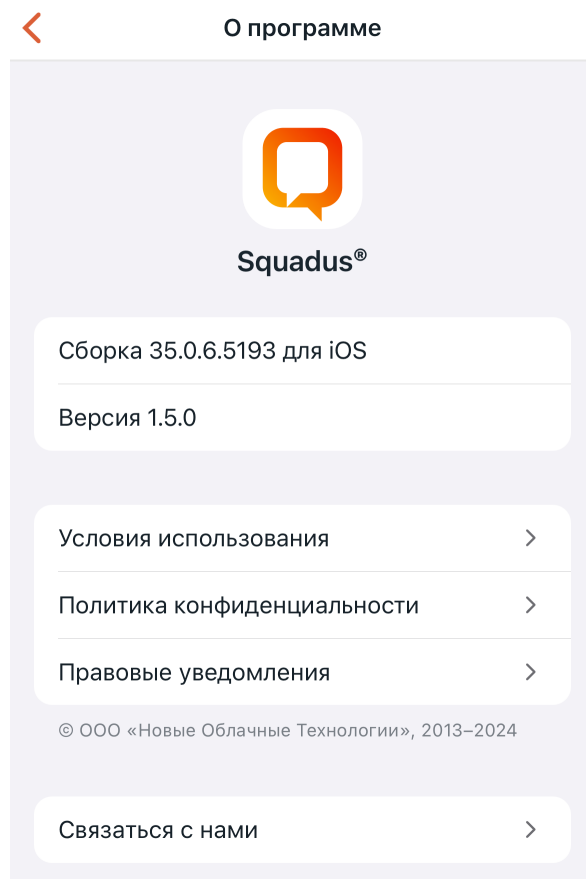 О программе
Squadus®
Сборка 35.0.6.5193 для iOS
Версия 1.5.0
Условия использования
Политика конфиденциальности
Правовые уведомления
© ООО «Новые Облачные Технологии», 2013–2024
Связаться с нами